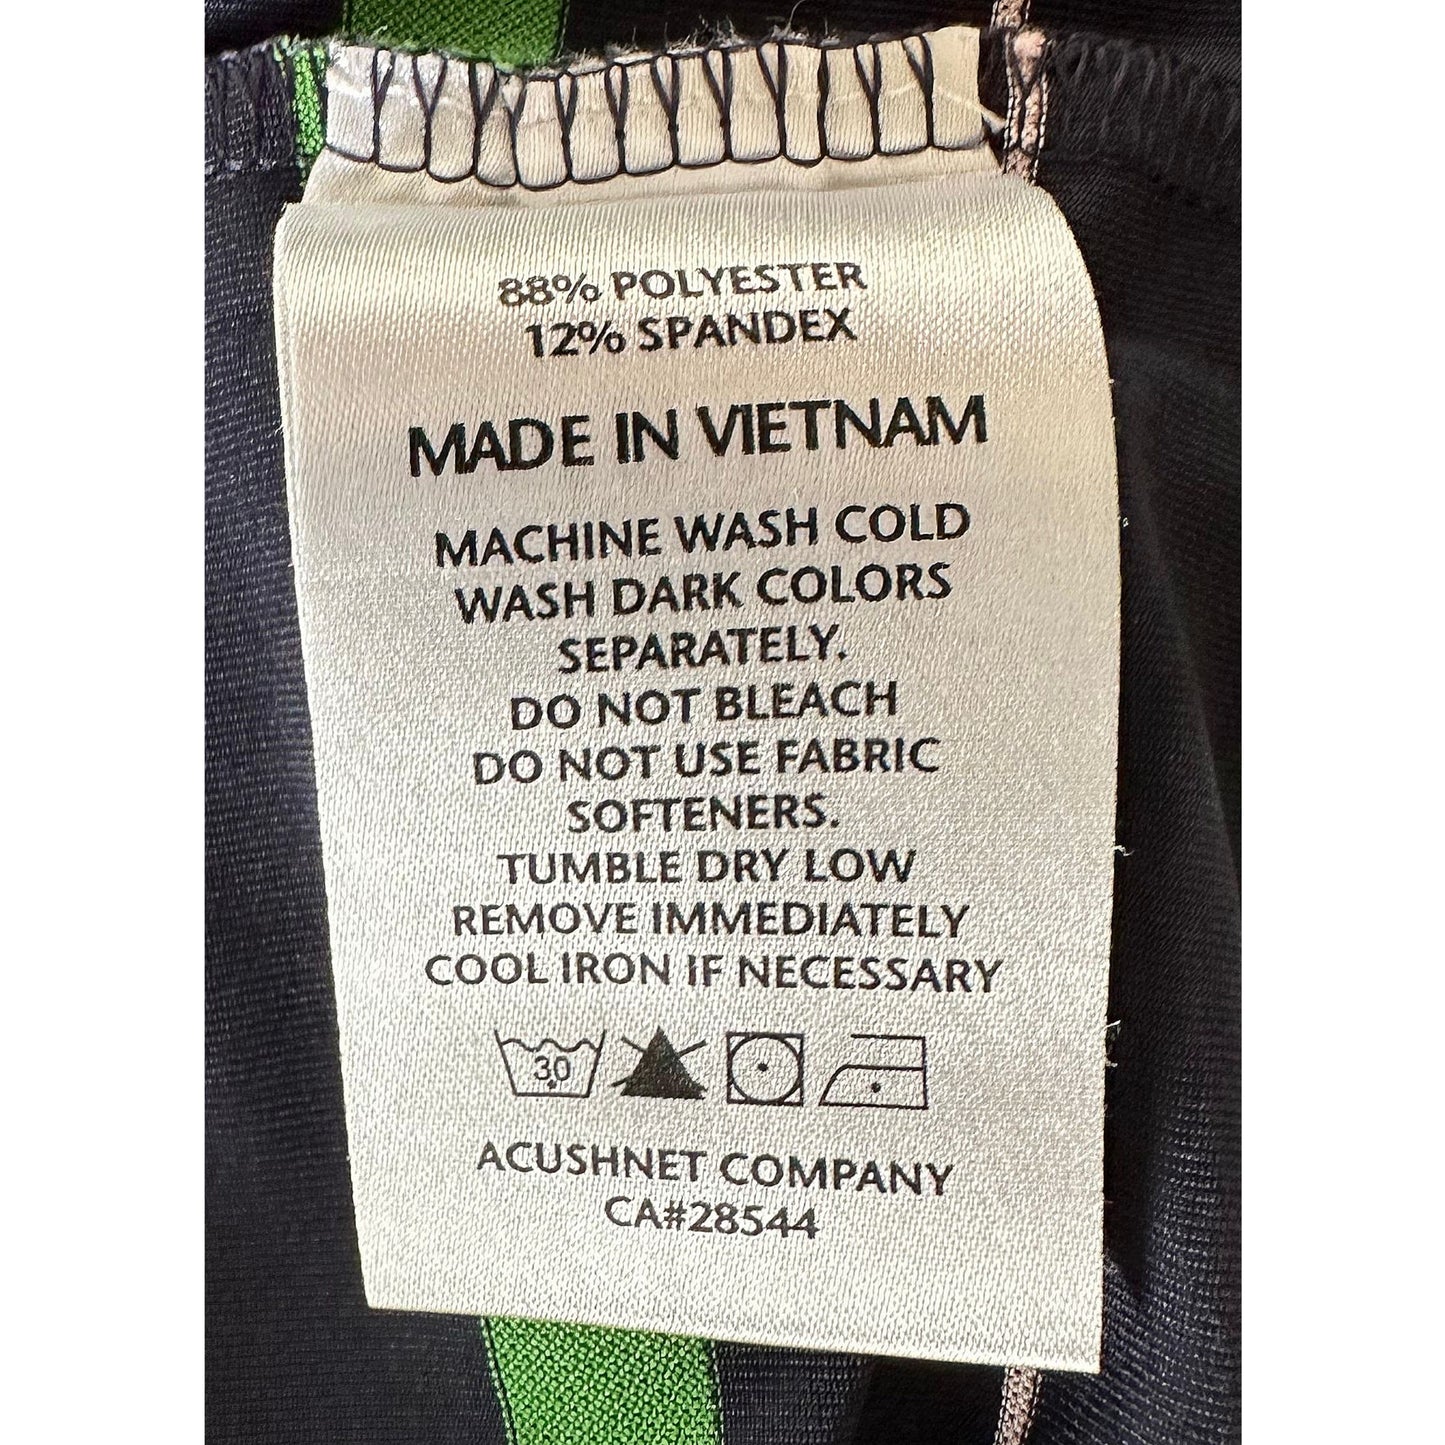 88% POLYESTER
12% SPANDEX
MADE IN VIETNAM
MACHINE WASH COLD
WASH DARK COLORS
SEPARATELY.
DO NOT BLEACH
DO NOT USE FABRIC
SOFTENERS.
TUMBLE DRY LOW
REMOVE IMMEDIATELY
COOL IRON IF NECESSARY
30
ACUSHNET COMPANY
CA#28544